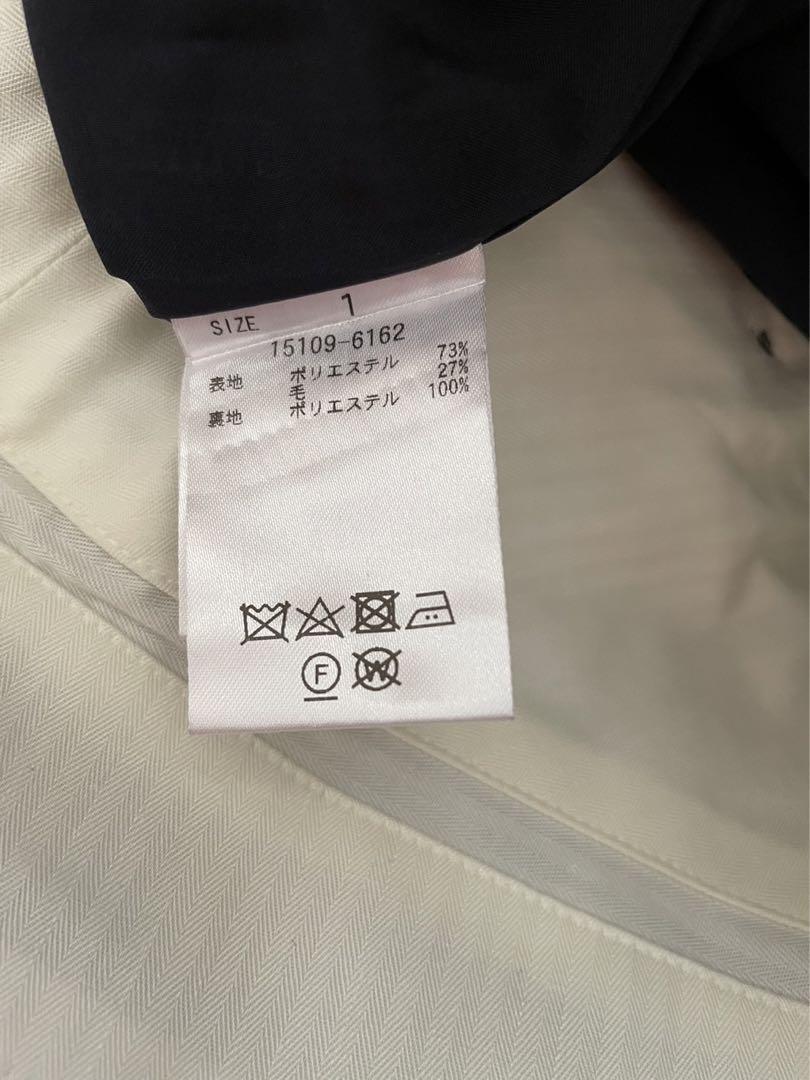 SIZE 1
15109-6162
表地 ポリエステル 73%
毛 27%
裏地 ポリエステル 100%
F W